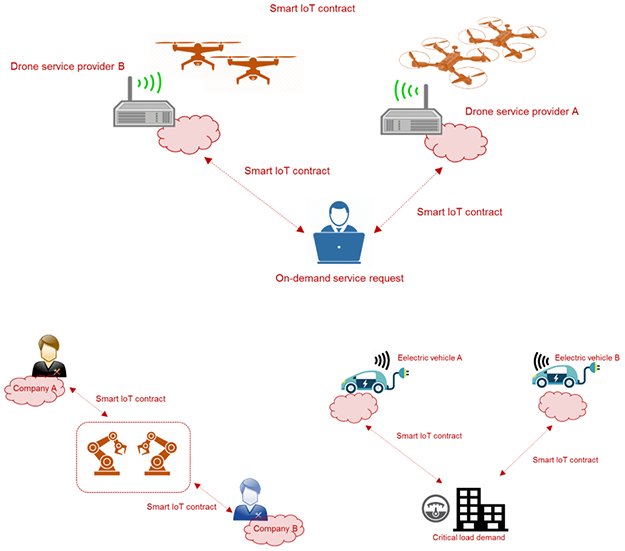 Smart IoT contract
Drone service provider B
Drone service provider A
Smart IoT contract
Smart IoT contract
On-demand service request
Company A
Smart IoT contract
Smart IoT contract
Company B
Eelectric vehicle A
Eelectric vehicle B
Smart IoT contract
Smart IoT contract
Critical load demand